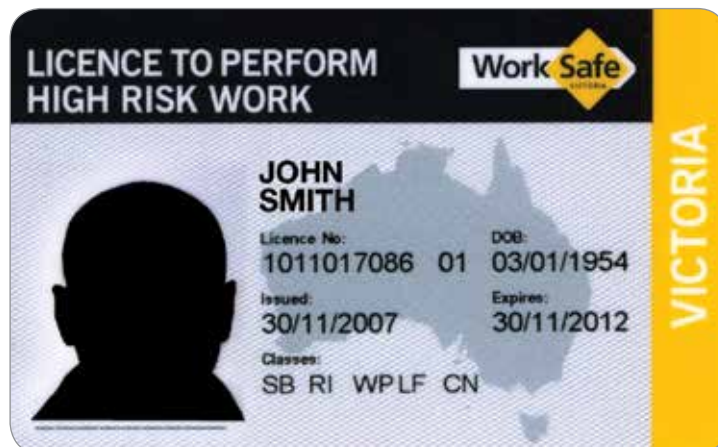 LICENCE TO PERFORM
HIGH RISK WORK
WorkSafe
VICTORIA
VICTORIA
JOHN
SMITH
Licence No: DOB:
1011017086 01 03/01/1954
Issued: Expires:
30/11/2007 30/11/2012
Classes:
SB RI WPLF CN